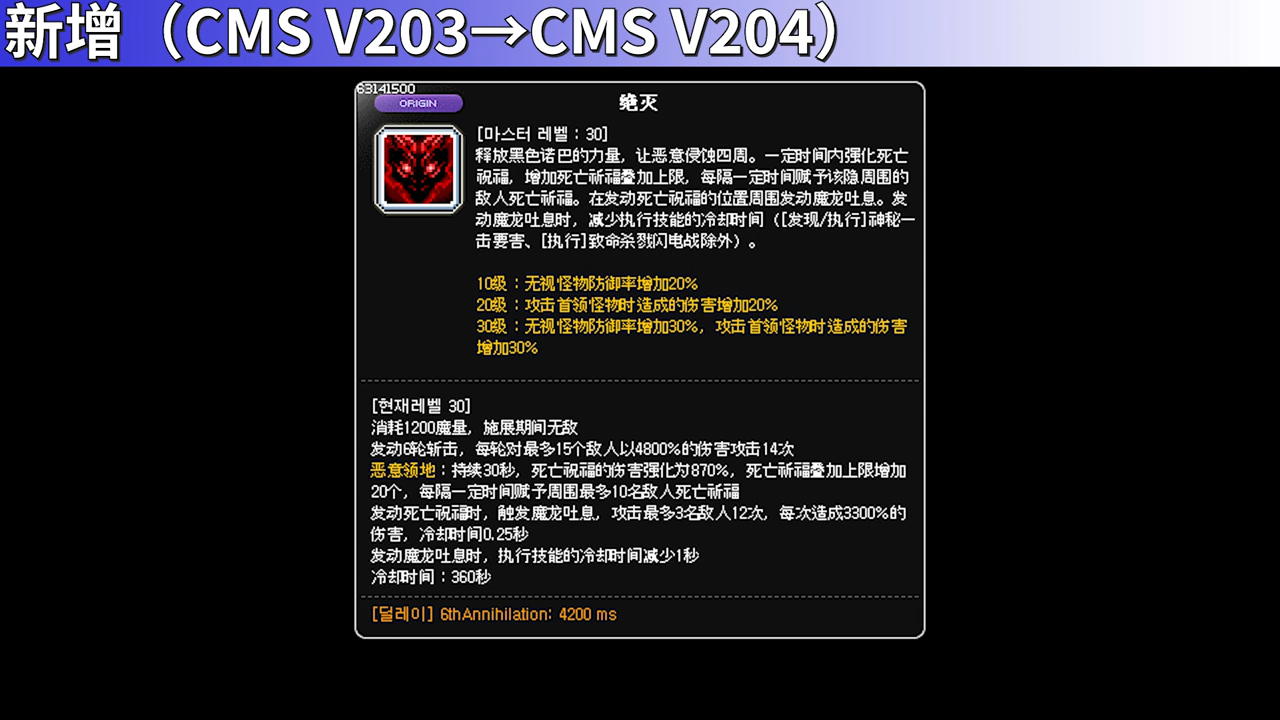 新增（CMS V203→CMS V204）
63141500
ORIGIN
绝灭
[마스터 레벨 : 30]
释放黑色诺巴的力量，让恶意侵蚀四周。一定时间内强化死亡
祝福，增加死亡祈福叠加上限，每隔一定时间赋予该隐周围的
敌人死亡祈福。在发动死亡祝福的位置周围发动魔龙吐息。发
动魔龙吐息时，减少执行技能的冷却时间（[发现/执行]神秘一
击要害、[执行]致命杀戮闪电战除外）。
10级：无视怪物防御率增加20%
20级：攻击首领怪物时造成的伤害增加20%
30级：无视怪物防御率增加30%，攻击首领怪物时造成的伤害
增加30%
[현재레벨 30]
消耗1200魔量，施展期间无敌
发动6轮斩击，每轮对最多15个敌人以4800%的伤害攻击14次
恶意领地：持续30秒，死亡祝福的伤害强化为870%，死亡祈福叠加上限增加
20个，每隔一定时间赋予周围最多10名敌人死亡祈福
发动死亡祝福时，触发魔龙吐息，攻击最多3名敌人12次，每次造成3300%的
伤害，冷却时间0.25秒
发动魔龙吐息时，执行技能的冷却时间减少1秒
冷却时间：360秒
[딜레이] 6thAnnihilation: 4200 ms